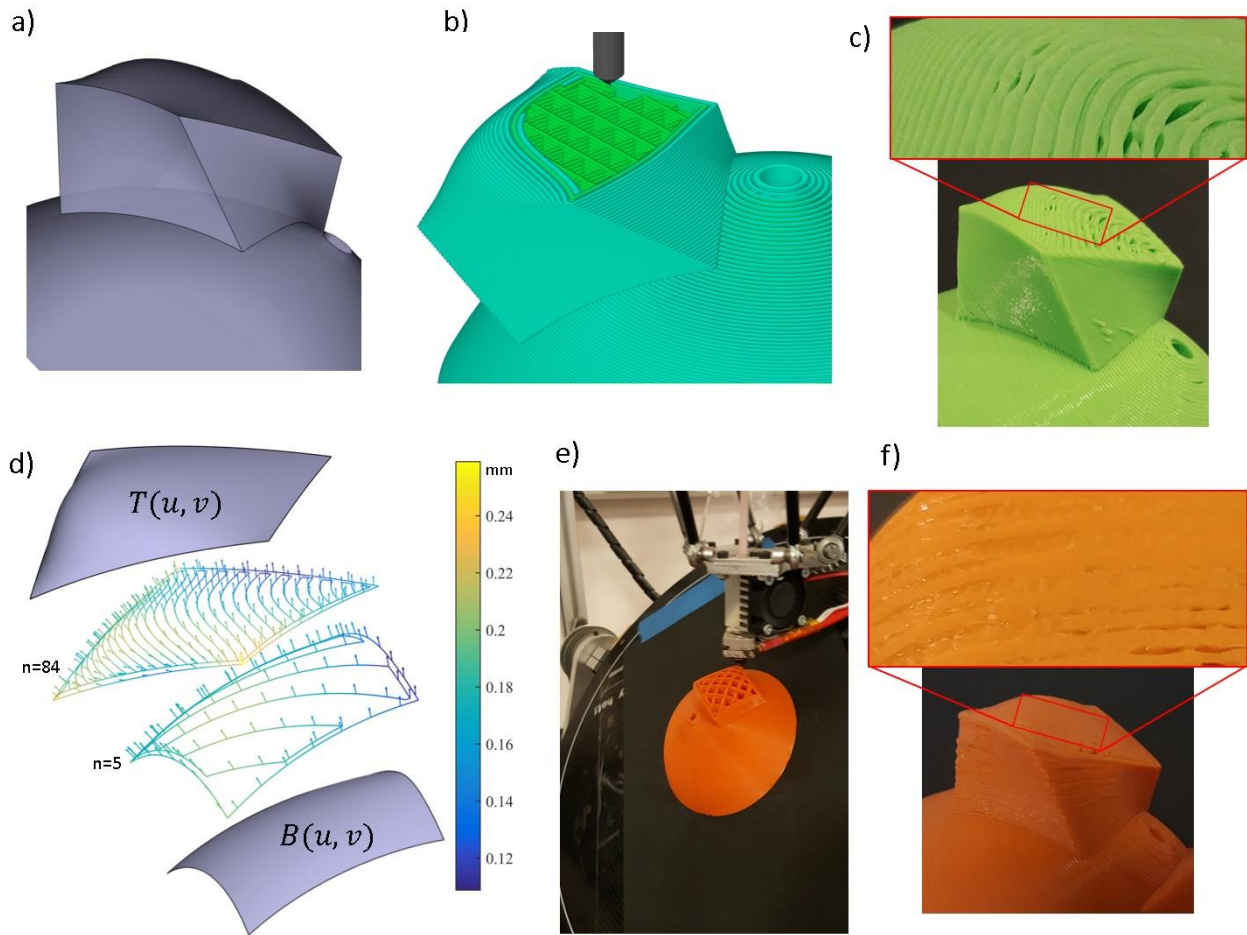 a)
b)
c)
d)
T(u, v)
n=84
n=5
B(u, v)
mm
0.24
0.22
0.2
0.18
0.16
0.14
0.12
e)
f)